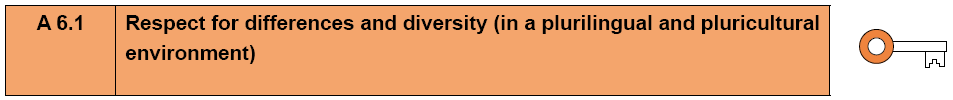 A 6.1 Respect for differences and diversity (in a plurilingual and pluricultural
environment)